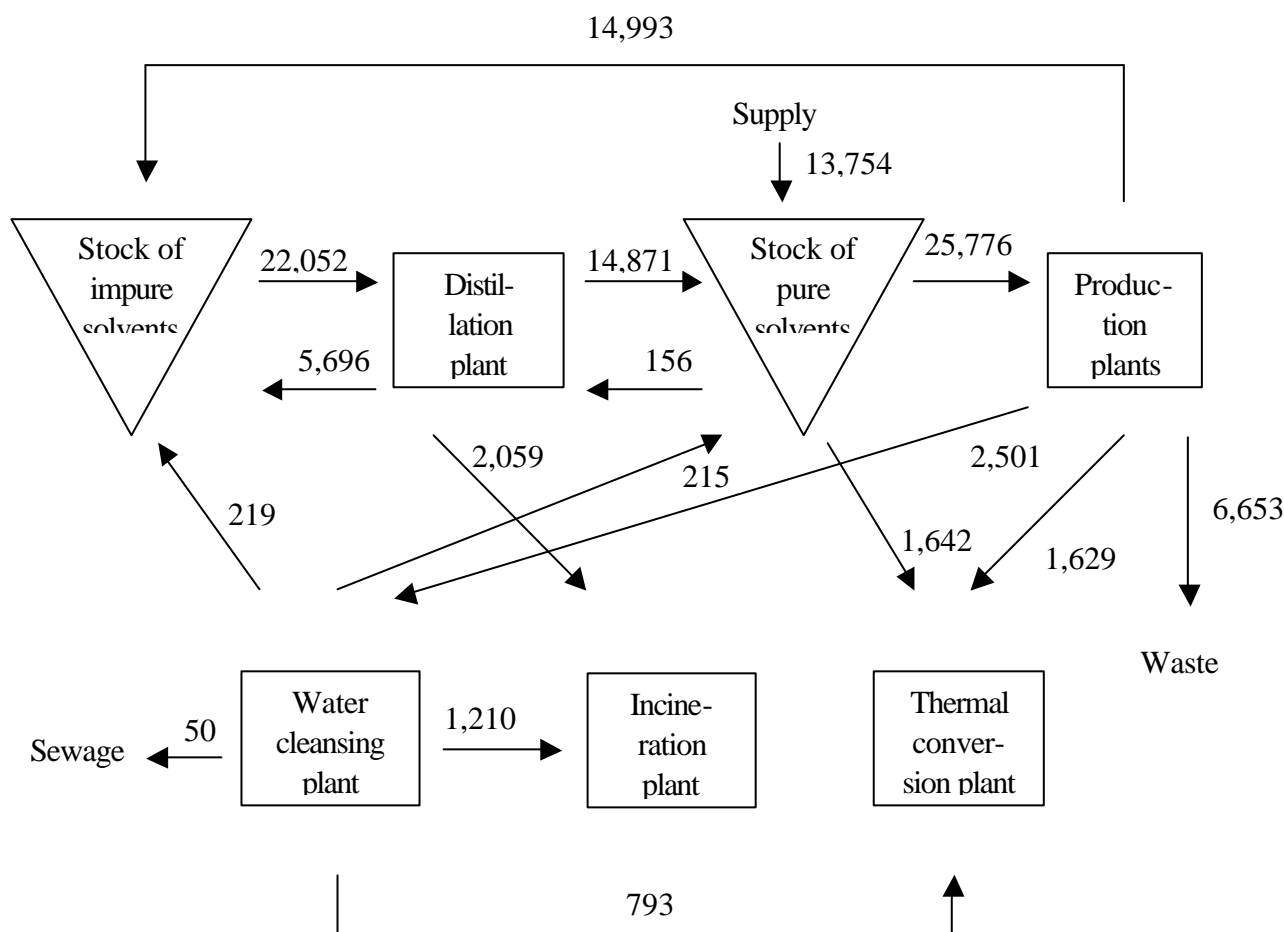 14,993
Supply
13,754
Stock of
impure
solvents
22,052
Distil-
lation
plant
14,871
Stock of
pure
solvents
25,776
Produc-
tion
plants
5,696
156
2,059
215
2,501
219
1,642
1,629
6,653
Waste
Sewage
50
Water
cleansing
plant
1,210
Incine-
ration
plant
Thermal
conver-
sion plant
793